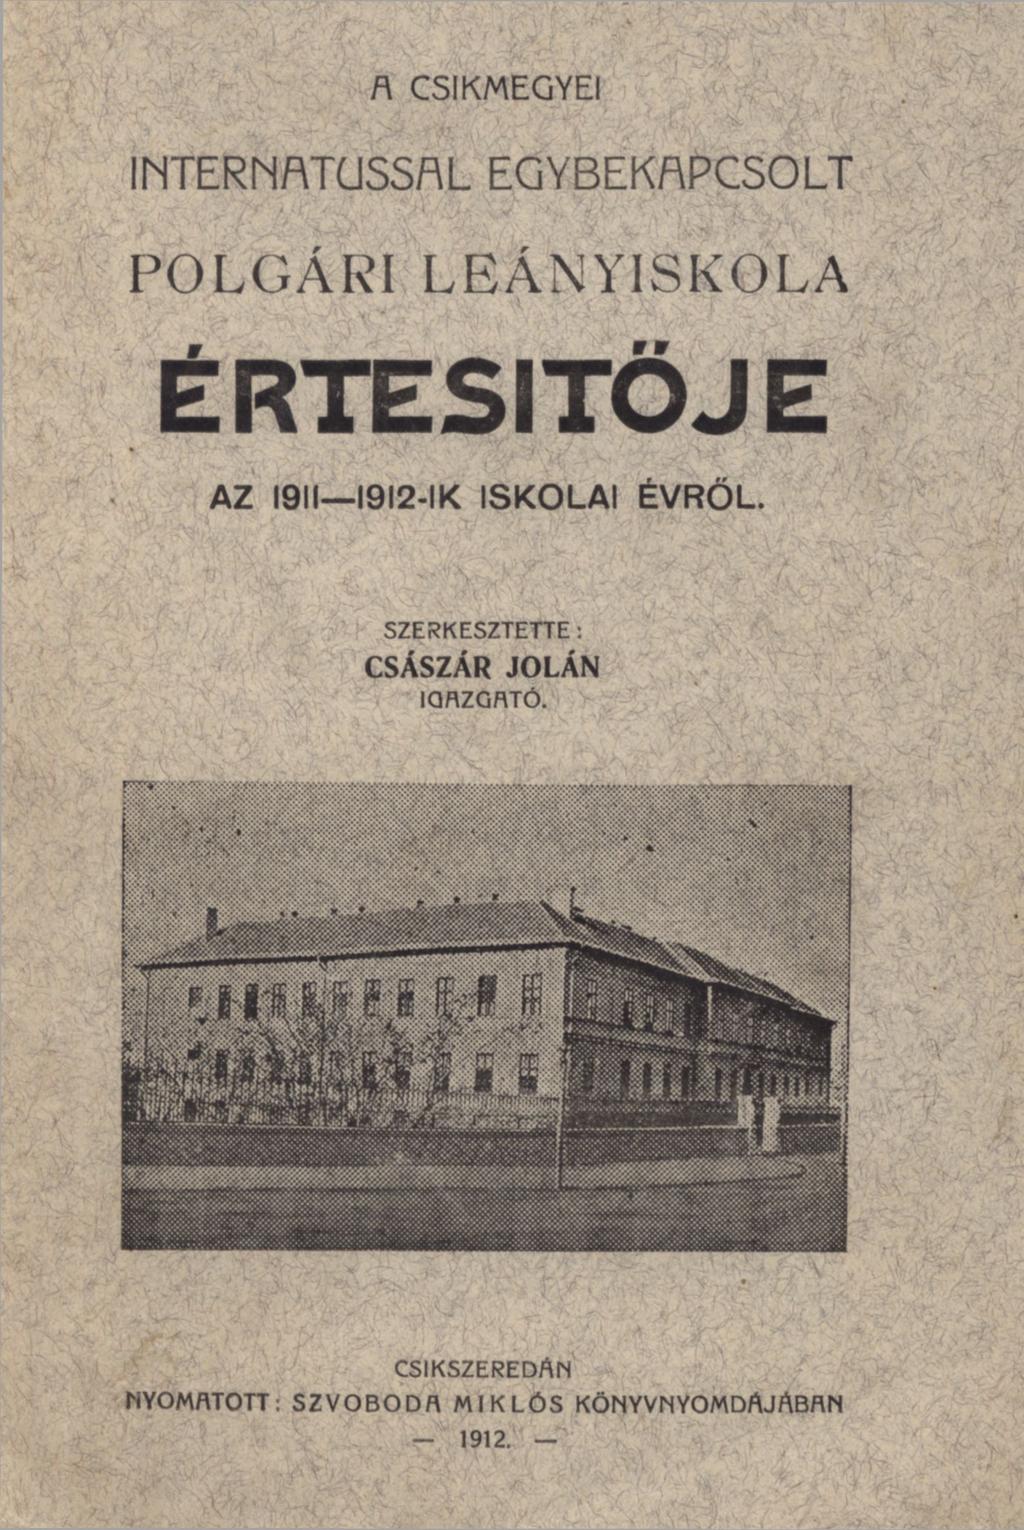 A CSIKMEGYEI
INTERNATUSSAL EGYBEKAPCSOLT
POLGÁRI LEÁNYISKOLA
ÉRTESITŐJE
AZ 1911—1912-IK ISKOLAI ÉVRŐL.
SZERKESZTETTE:
CSÁSZÁR JOLÁN
IGAZGATÓ.
CSIKSZEREDÁN
NYOMATOTT: SZVOBODA MIKLÓS KÖNYVNYOMDÁJÁBAN
— 1912. —